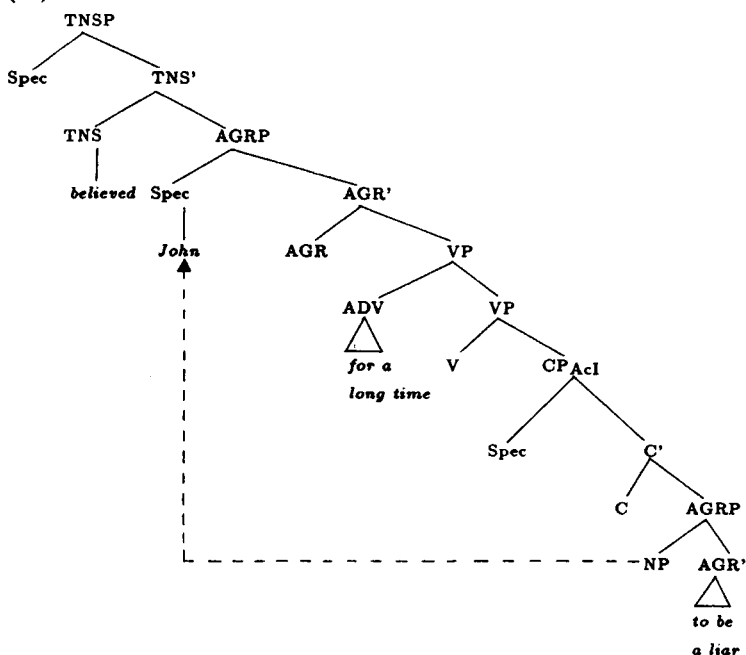 TNSP
Spec TNS'
TNS AGRP
believed Spec AGR'
John AGR VP
ADV VP
for a V CP AcI
long time
Spec C'
C AGRP
NP AGR'
to be
a liar